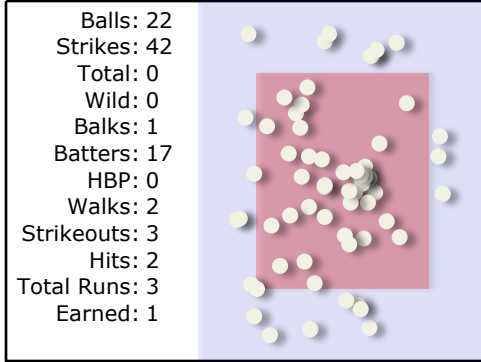 Balls: 22
Strikes: 42
Total: 0
Wild: 0
Balks: 1
Batters: 17
HBP: 0
Walks: 2
Strikeouts: 3
Hits: 2
Total Runs: 3
Earned: 1